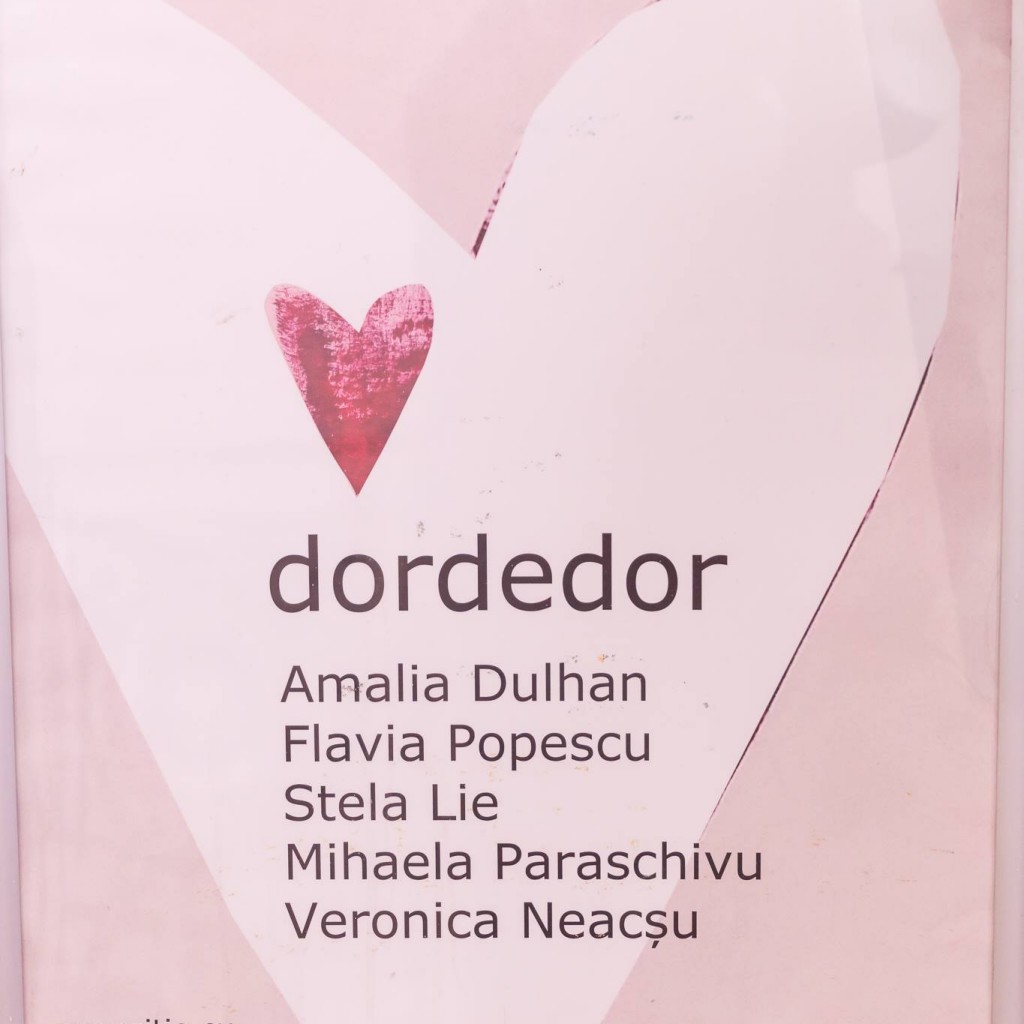 dordedor
Amalia Dulhan
Flavia Popescu
Stela Lie
Mihaela Paraschivu
Veronica Neacșu